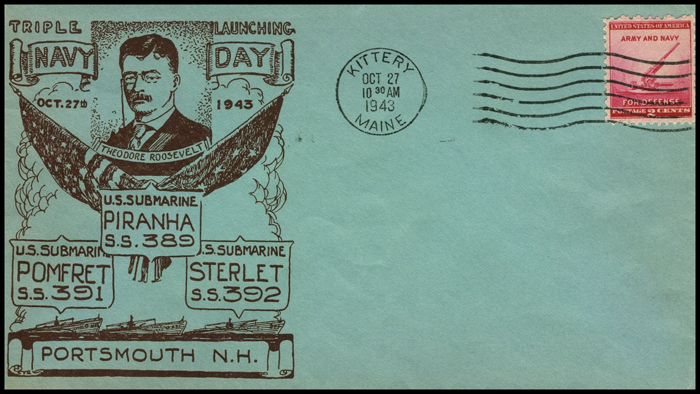 TRIPLE LAUNCHING
NAVY DAY
OCT. 27th 1943
THEODORE ROOSEVELT
U.S. SUBMARINE
PIRANHA
S.S. 389
U.S. SUBMARIN
POMFRET
S.S. 391
U.S. SUBMARINE
STERLET
S.S. 392
PORTSMOUTH N.H.
KITTERY
OCT 27
10 30 AM
1943
MAINE
UNITED STATES OF AMERICA
ARMY AND NAVY
FOR DEFENSE
POSTAGE 2 CENTS